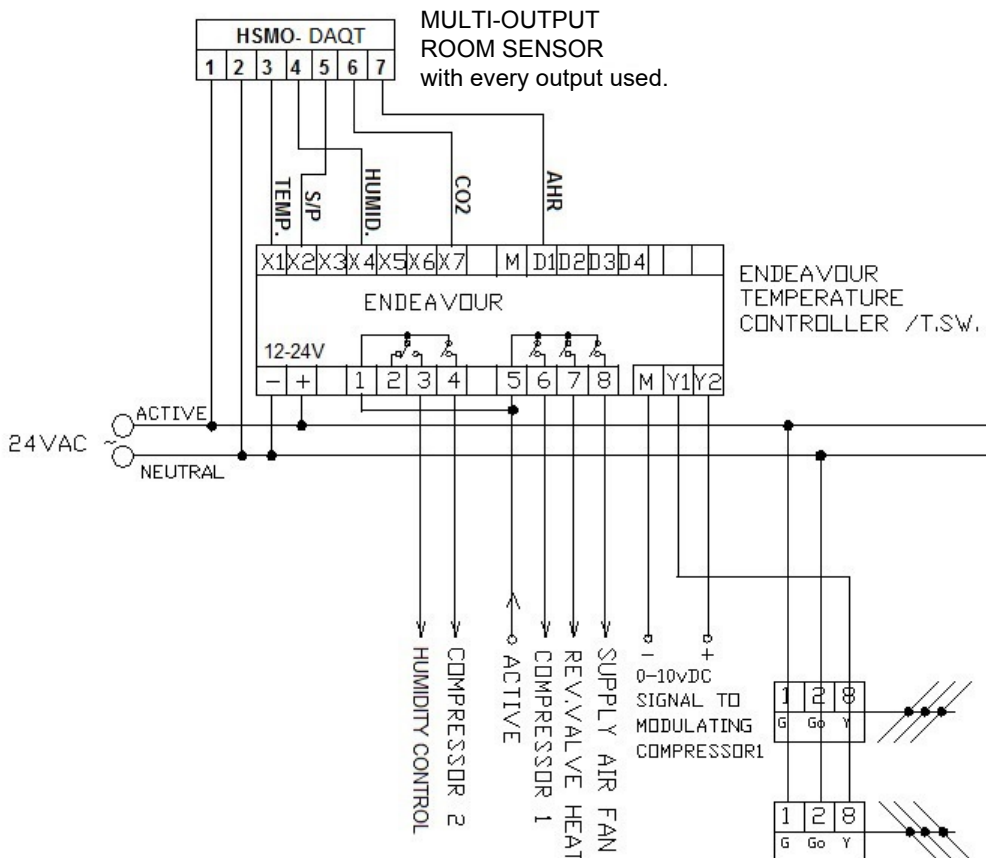 HSMO- DAQT
1 2 3 4 5 6 7
MULTI-OUTPUT
ROOM SENSOR
with every output used.
TEMP.
S/P
HUMID.
CO2
AHR
X1 X2 X3 X4 X5 X6 X7 M D1 D2 D3 D4
ENDEAVOUR
12-24V
- + 1 2 3 4 5 6 7 8 M Y1 Y2
ENDEAVOUR
TEMPERATURE
CONTROLLER /T.SW.
24VAC ~
ACTIVE
NEUTRAL
HUMIDITY CONTROL
COMPRESSOR 2
ACTIVE
COMPRESSOR 1
REV.VALVE HEAT
SUPPLY AIR FAN
- +
0-10vDC
SIGNAL TO
MODULATING
COMPRESSOR1
1 2 8
G Go Y
1 2 8
G Go Y